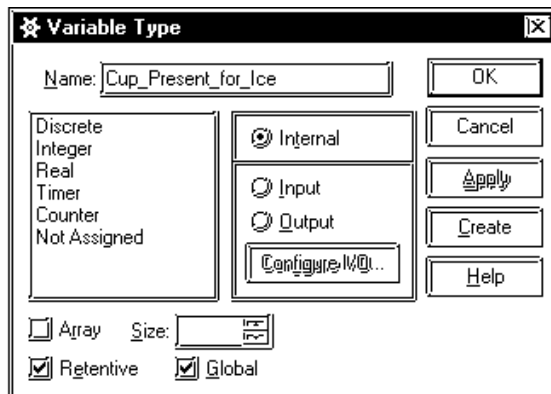 Variable Type
Name: Cup_Present_for_Ice
OK
Discrete
Integer
Real
Timer
Counter
Not Assigned
Internal
Input
Output
Configure I/O...
Cancel
Apply
Create
Help
Array Size:
Retentive Global